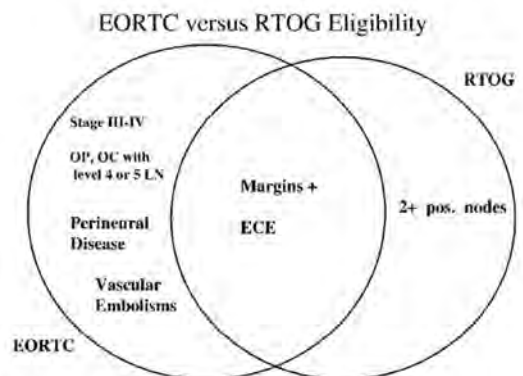 EORTC versus RTOG Eligibility
RTOG
Stage III-IV
OP, OC with
level 4 or 5 LN
Perineural
Disease
Vascular
Embolisms
Margins +
ECE
2+ pos. nodes
EORTC